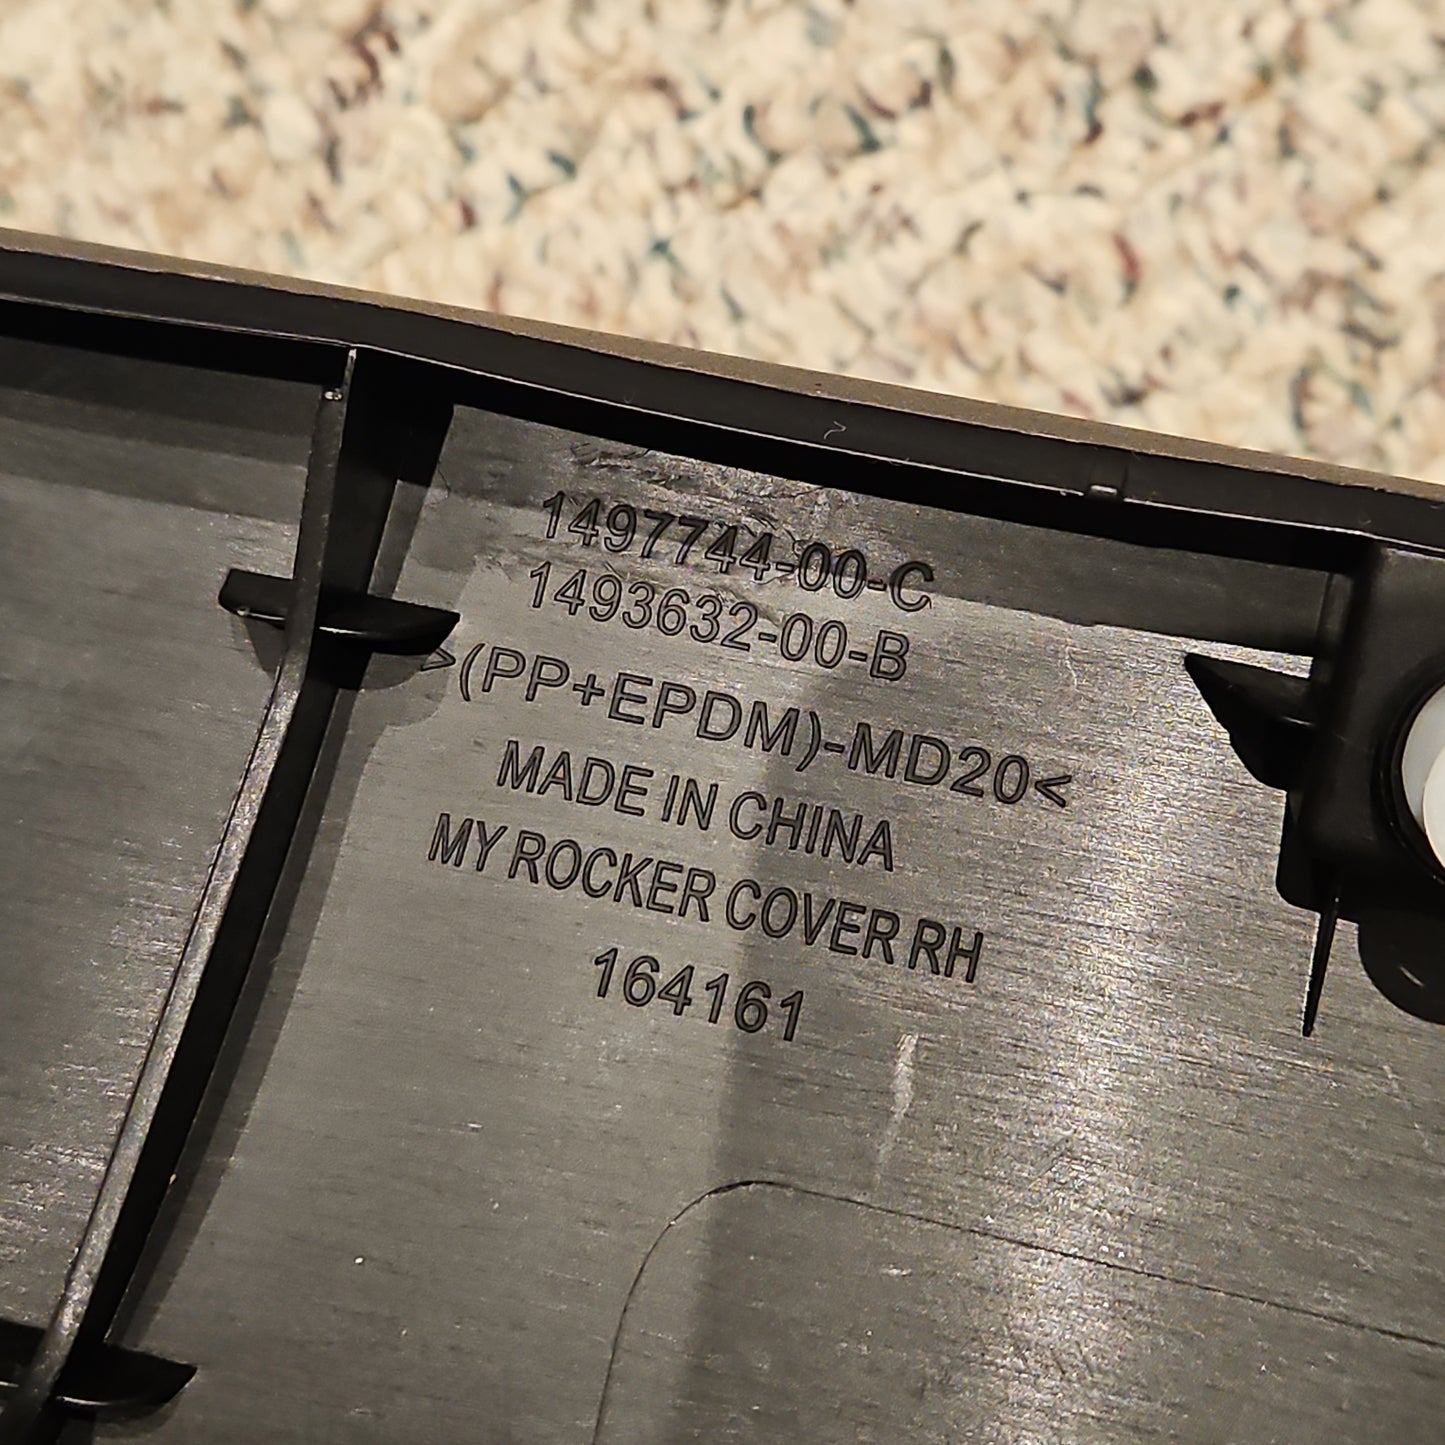 1497744-00-C
1493632-00-B
>(PP+EPDM)-MD20<
MADE IN CHINA
MY ROCKER COVER RH
164161